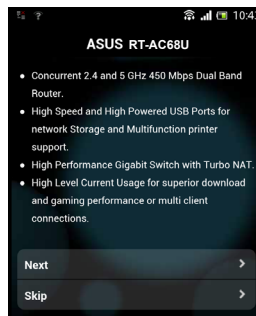 10:43
ASUS RT-AC68U
• Concurrent 2.4 and 5 GHz 450 Mbps Dual Band
Router.
• High Speed and High Powered USB Ports for
network Storage and Multifunction printer
support.
• High Performance Gigabit Switch with Turbo NAT.
• High Level Current Usage for superior download
and gaming performance or multi client
connections.
Next
Skip